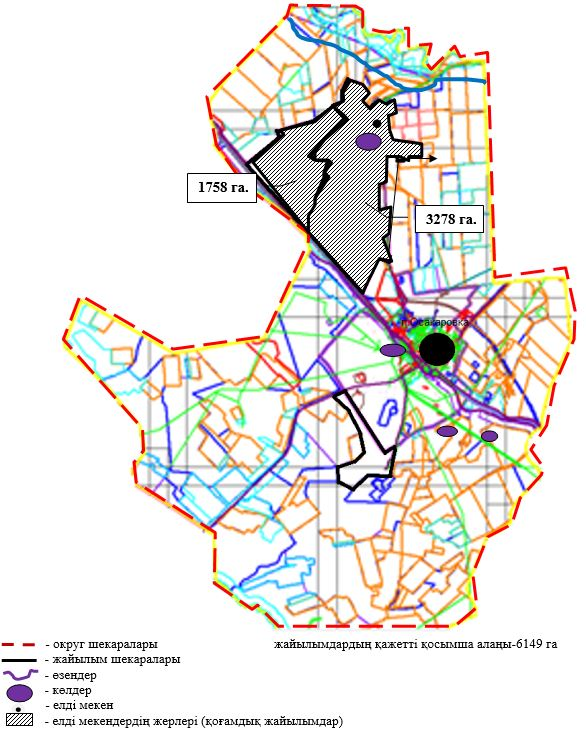 1758 га.
3278 га.
п.Осакаровка
- округ шекаралары
жайылымдардың қажетті қосымша алаңы-6149 га
- жайылым шекаралары
- өзендер
- көлдер
- елді мекен
- елді мекендердің жерлері (қоғамдық жайылымдар)